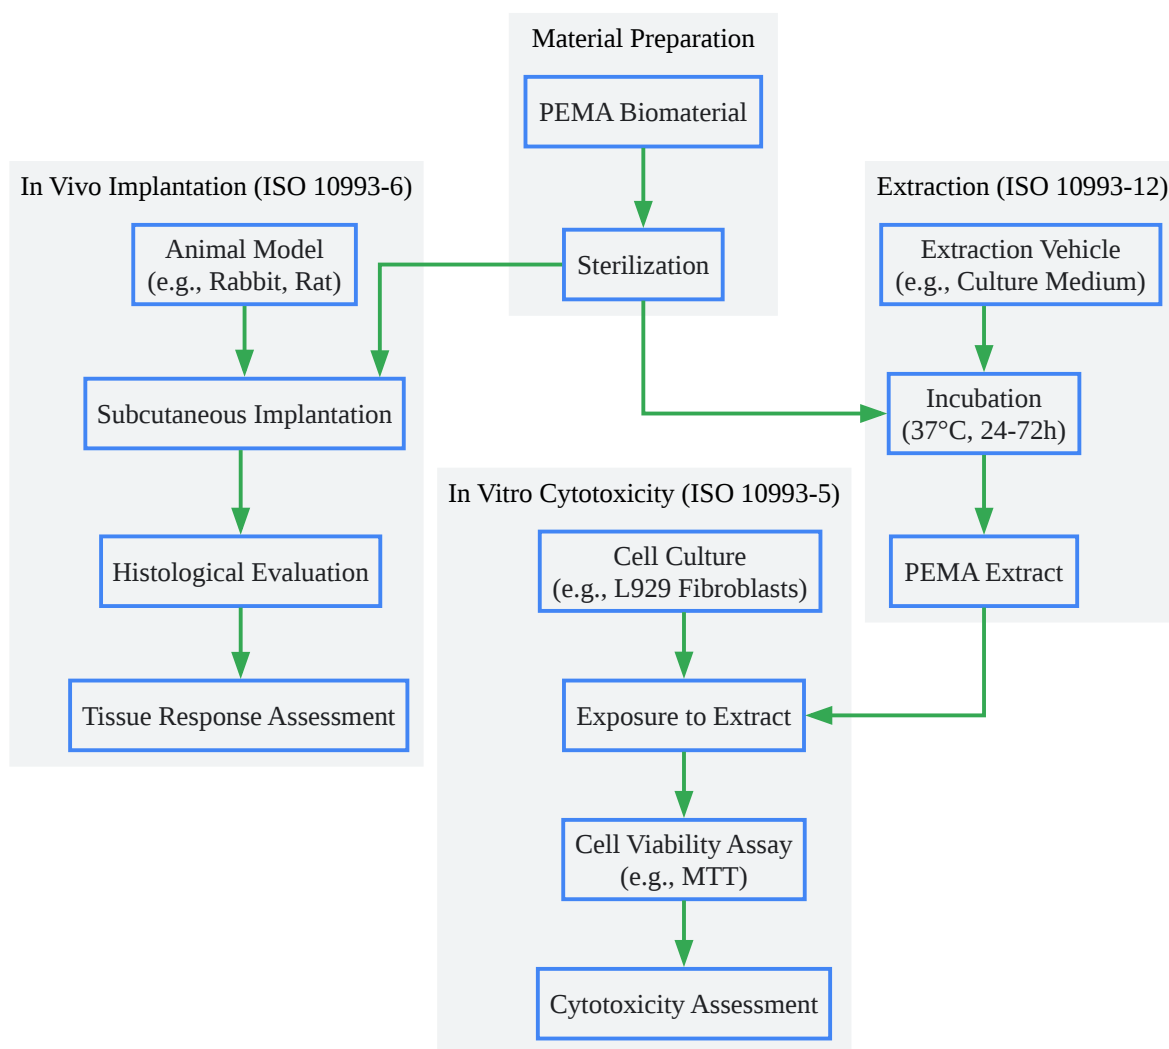 Material Preparation
PEMA Biomaterial
Sterilization
In Vivo Implantation (ISO 10993-6)
Animal Model
(e.g., Rabbit, Rat)
Subcutaneous Implantation
Histological Evaluation
Tissue Response Assessment
Extraction (ISO 10993-12)
Extraction Vehicle
(e.g., Culture Medium)
Incubation
(37°C, 24-72h)
PEMA Extract
In Vitro Cytotoxicity (ISO 10993-5)
Cell Culture
(e.g., L929 Fibroblasts)
Exposure to Extract
Cell Viability Assay
(e.g., MTT)
Cytotoxicity Assessment